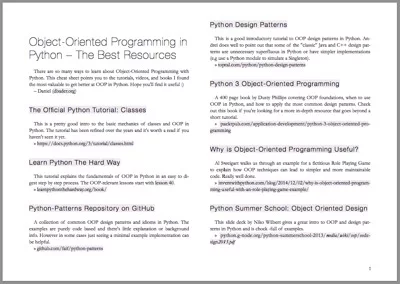 Object-Oriented Programming in
Python – The Best Resources
There are so many ways to learn about Object-Oriented Programming with
Python. This cheat sheet points you to the tutorials, videos, and books I found
the most valuable to get better at OOP in Python. Hope you'll find it useful :)
– Daniel (dbader.org)
The Official Python Tutorial: Classes
This is a pretty good intro to the basic mechanics of classes and OOP in
Python. The tutorial has been refined over the years and it's worth a read if you
haven't seen it yet.
» https://docs.python.org/3/tutorial/classes.html
Learn Python The Hard Way
This tutorial explains the fundamentals of OOP in Python in an easy to di-
gest step by step process. The OOP-relevant lessons start with lesson 40.
» learnpythonthehardway.org/book/
Python-Patterns Repository on GitHub
A collection of common OOP design patterns and idioms in Python. The
examples are purely code based and there's little explanation or background
info. However in some cases just seeing a minimal example implementation can
be helpful.
» github.com/faif/python-patterns
Python Design Patterns
This is a good introductory tutorial to OOP design patterns in Python. An-
drei does well to point out that some of the "classic" Java and C++ design pat-
terns are unnecessary superfluous in Python or have simpler implementations
(e.g use a Python module to simulate a Singleton).
» toptal.com/python/python-design-patterns
Python 3 Object-Oriented Programming
A 400 page book by Dusty Phillips covering OOP foundations, when to use
OOP in Python, and how to apply the more common design patterns. Check
out this book if you're looking for a more in-depth resource that goes beyond a
short tutorial.
» packtpub.com/application-development/python-3-object-oriented-pro-
gramming
Why is Object-Oriented Programming Useful?
Al Sweigart walks us through an example for a fictitious Role Playing Game
to explain how OOP techniques can lead to simpler and more maintainable
code. Really well done.
» inventwithpython.com/blog/2014/12/02/why-is-object-oriented-program-
ming-useful-with-an-role-playing-game-example/
Python Summer School: Object Oriented Design
This slide deck by Niko Wilbert gives a great intro to OOP and design pat-
terns in Python and is chock -full of examples.
» python.g-node.org/python-summerschool-2013/_media/wiki/oop/oode-
sign2013.pdf
1